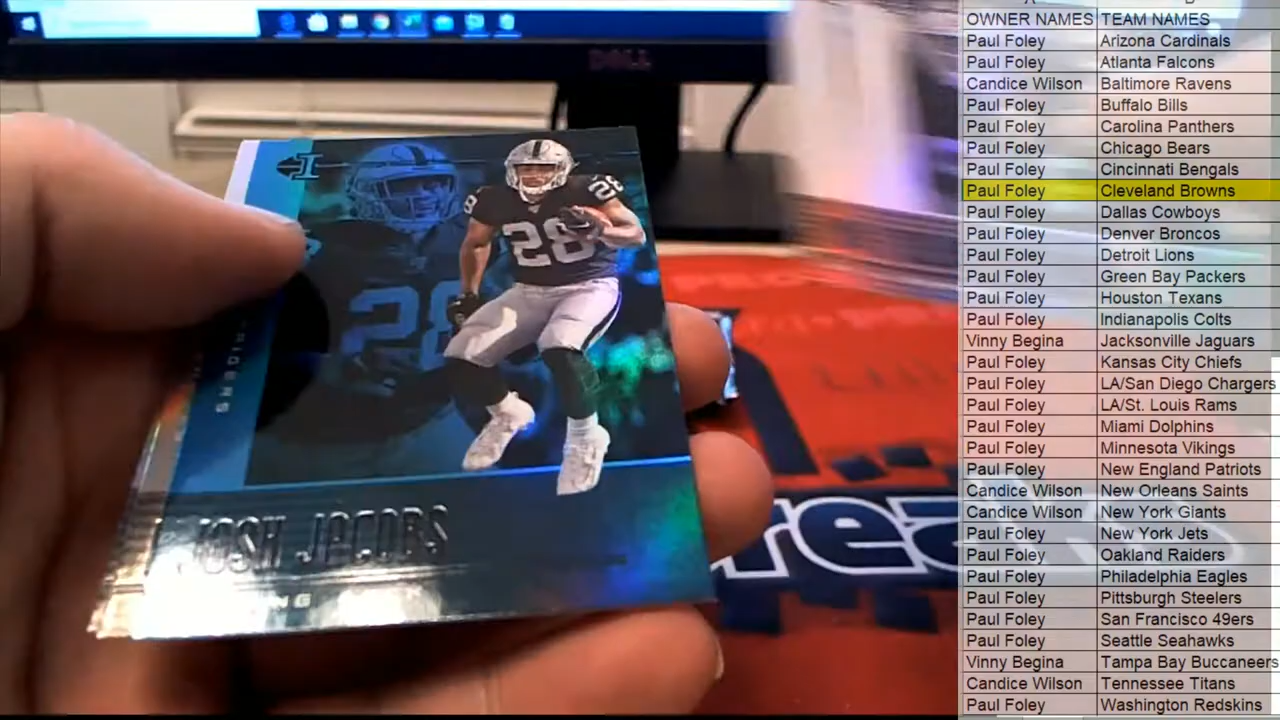 DELL
28
28
28
28
I
JOSH JACOBS
OWNER NAMES TEAM NAMES
Paul Foley Arizona Cardinals
Paul Foley Atlanta Falcons
Candice Wilson Baltimore Ravens
Paul Foley Buffalo Bills
Paul Foley Carolina Panthers
Paul Foley Chicago Bears
Paul Foley Cincinnati Bengals
Paul Foley Cleveland Browns
Paul Foley Dallas Cowboys
Paul Foley Denver Broncos
Paul Foley Detroit Lions
Paul Foley Green Bay Packers
Paul Foley Houston Texans
Paul Foley Indianapolis Colts
Vinny Begina Jacksonville Jaguars
Paul Foley Kansas City Chiefs
Paul Foley LA/San Diego Chargers
Paul Foley LA/St. Louis Rams
Paul Foley Miami Dolphins
Paul Foley Minnesota Vikings
Paul Foley New England Patriots
Candice Wilson New Orleans Saints
Candice Wilson New York Giants
Paul Foley New York Jets
Paul Foley Oakland Raiders
Paul Foley Philadelphia Eagles
Paul Foley Pittsburgh Steelers
Paul Foley San Francisco 49ers
Paul Foley Seattle Seahawks
Vinny Begina Tampa Bay Buccaneers
Candice Wilson Tennessee Titans
Paul Foley Washington Redskins